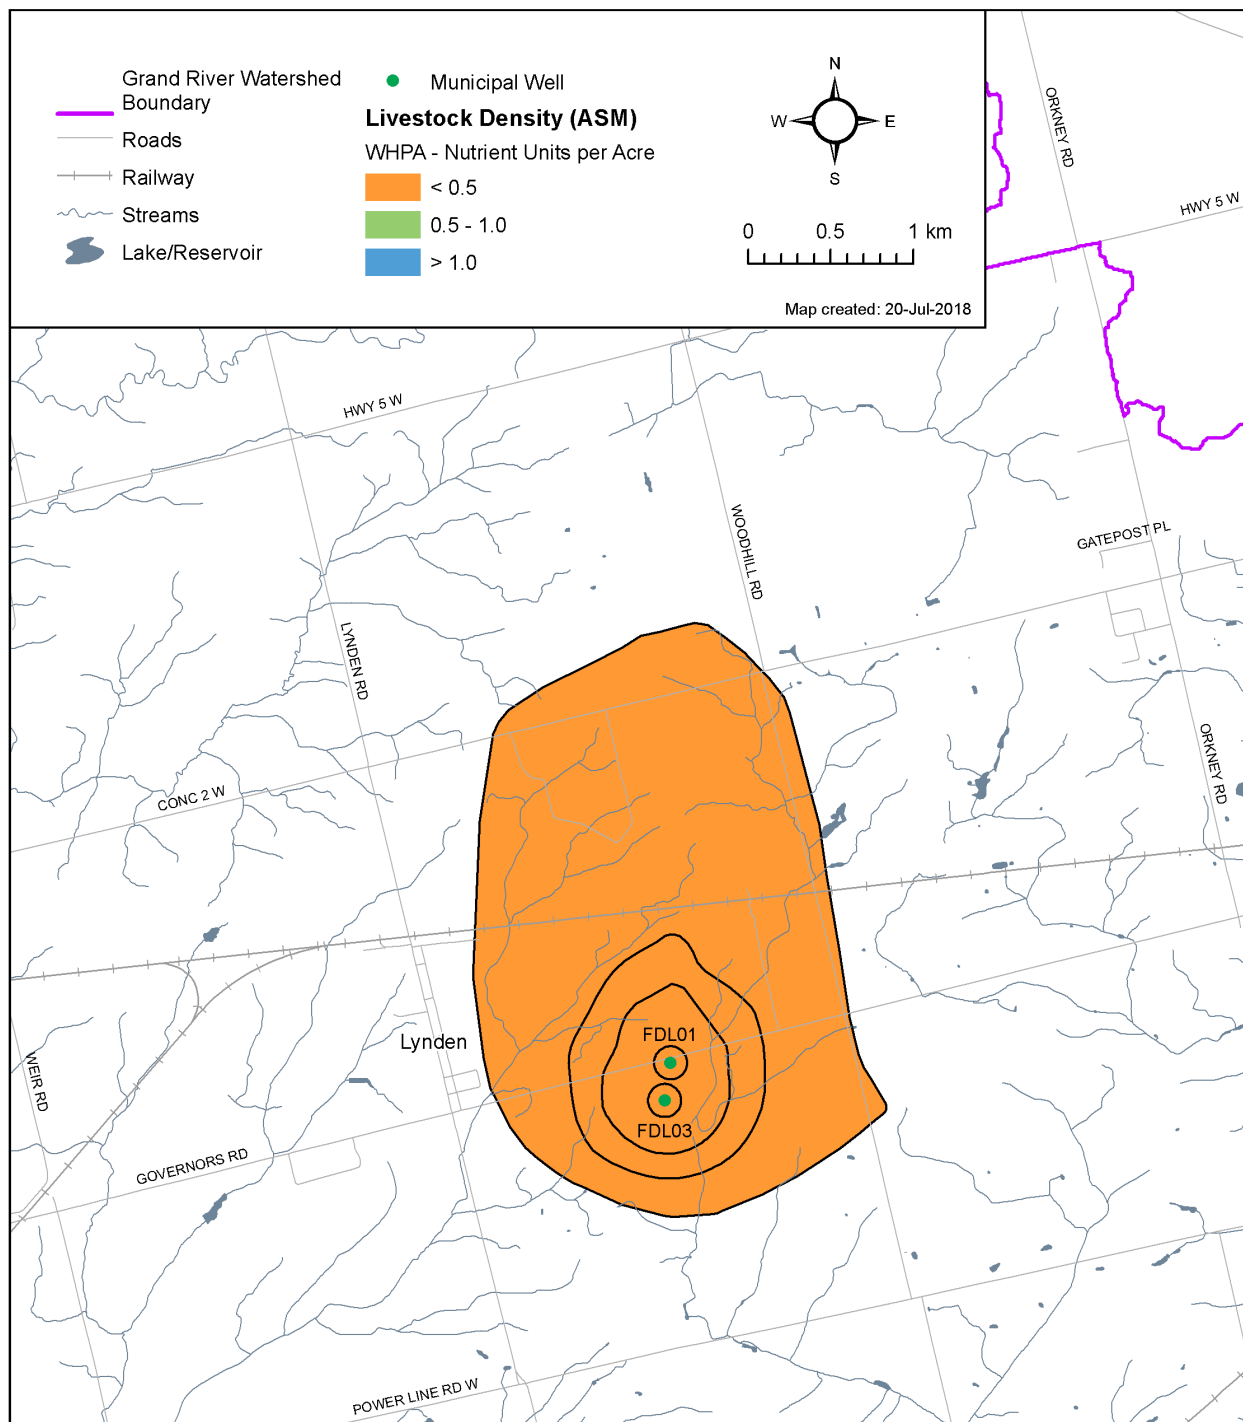 Grand River Watershed
Boundary
Roads
Railway
Streams
Lake/Reservoir
Municipal Well
Livestock Density (ASM)
WHPA - Nutrient Units per Acre
< 0.5
0.5 - 1.0
> 1.0
N
W E
S
0 0.5 1 km
Map created: 20-Jul-2018
ORKNEY RD
HWY 5 W
HWY 5 W
WOODHILL RD
GATEPOST PL
LYNDEN RD
ORKNEY RD
CONC 2 W
FDL01
Lynden
WEIR RD
FDL03
GOVERNORS RD
POWER LINE RD W